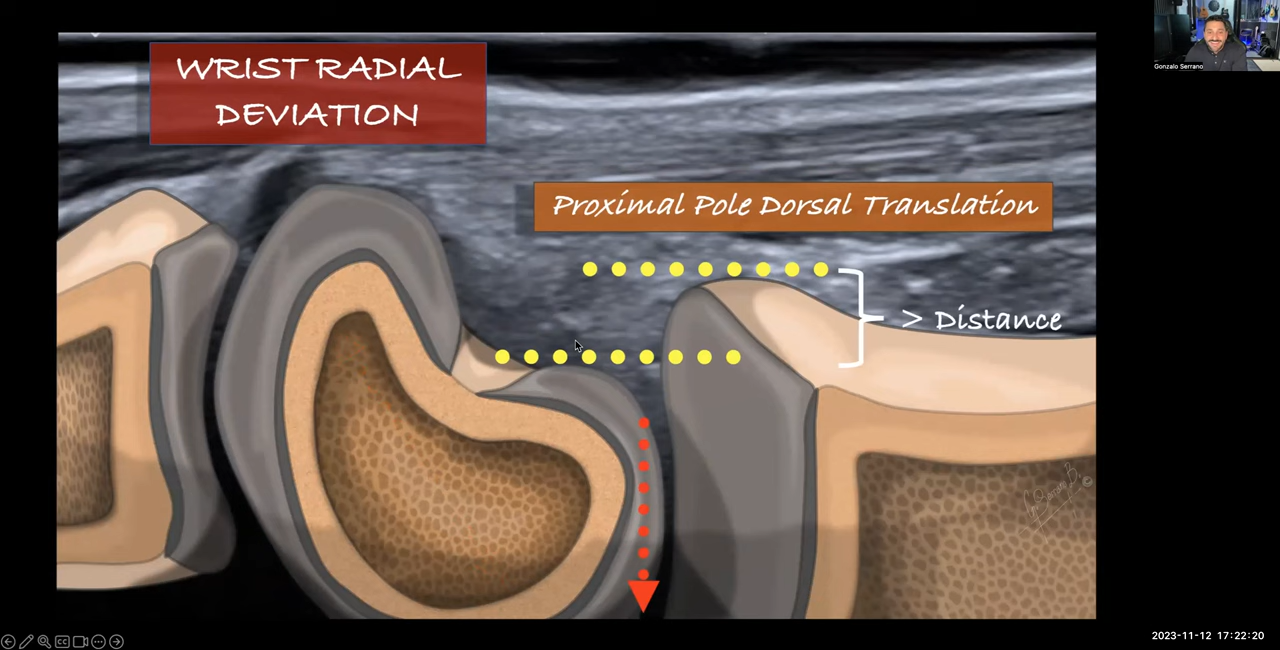 WRIST RADIAL
DEVIATION
Gonzalo Serrano
Proximal Pole Dorsal Translation
> Distance
©
2023-11-12 17:22:20